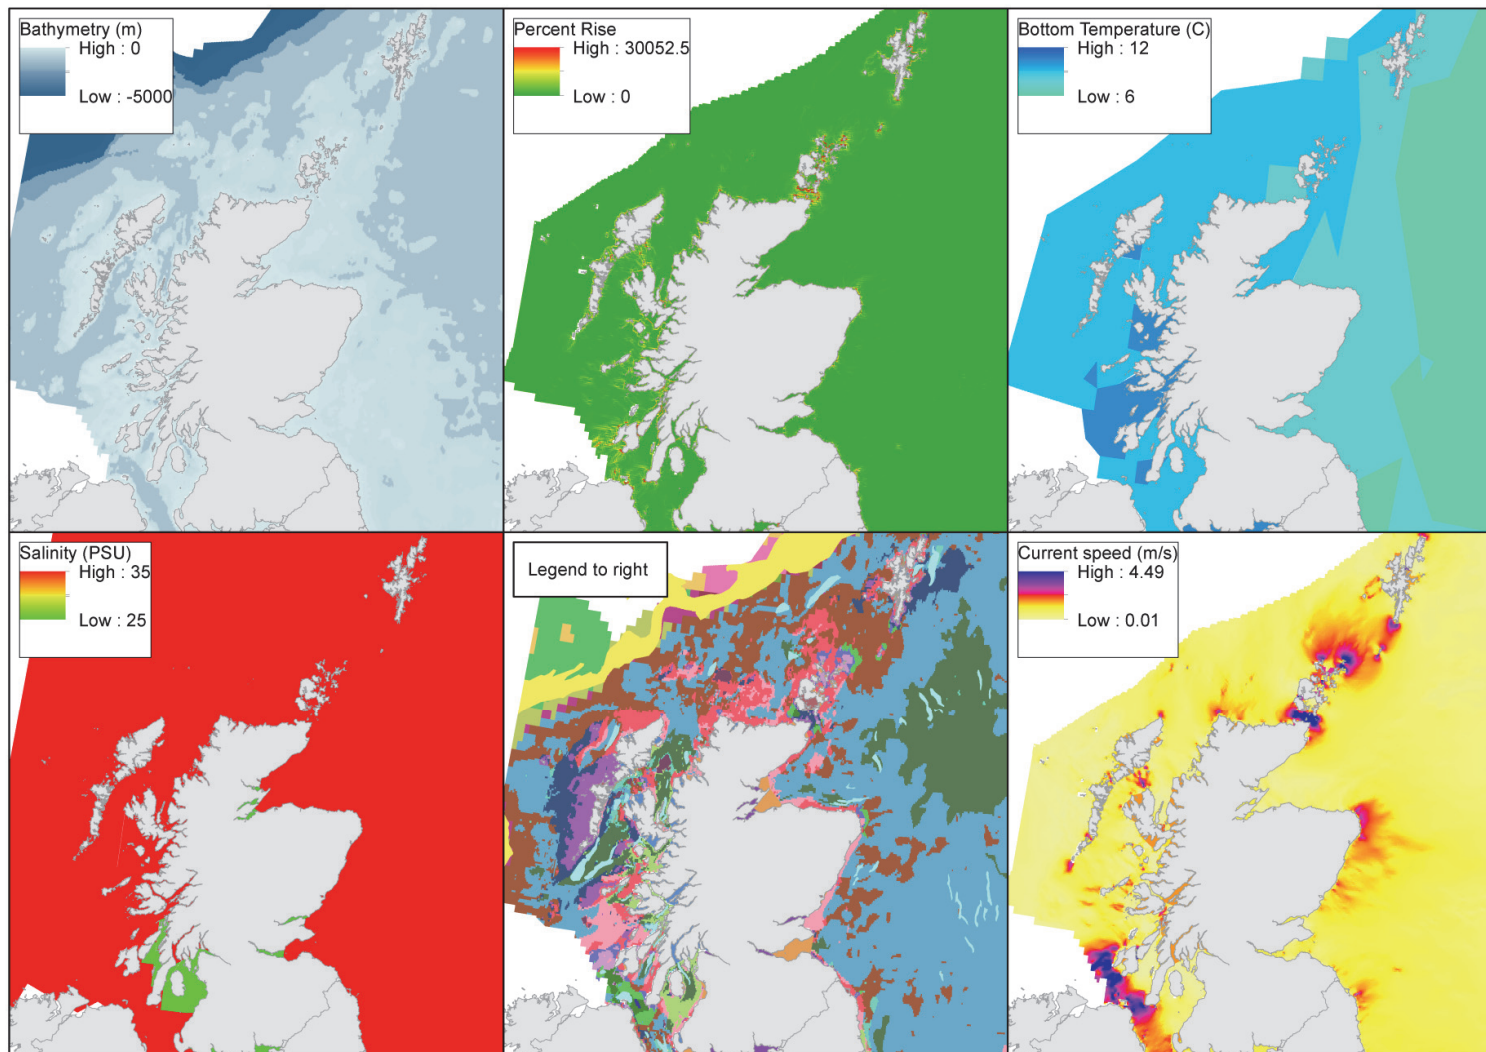 Bathymetry (m)
High : 0
Low : -5000
Percent Rise
High : 30052.5
Low : 0
Bottom Temperature (C)
High : 12
Low : 6
Salinity (PSU)
High : 35
Low : 25
Legend to right
Current speed (m/s)
High : 4.49
Low : 0.01